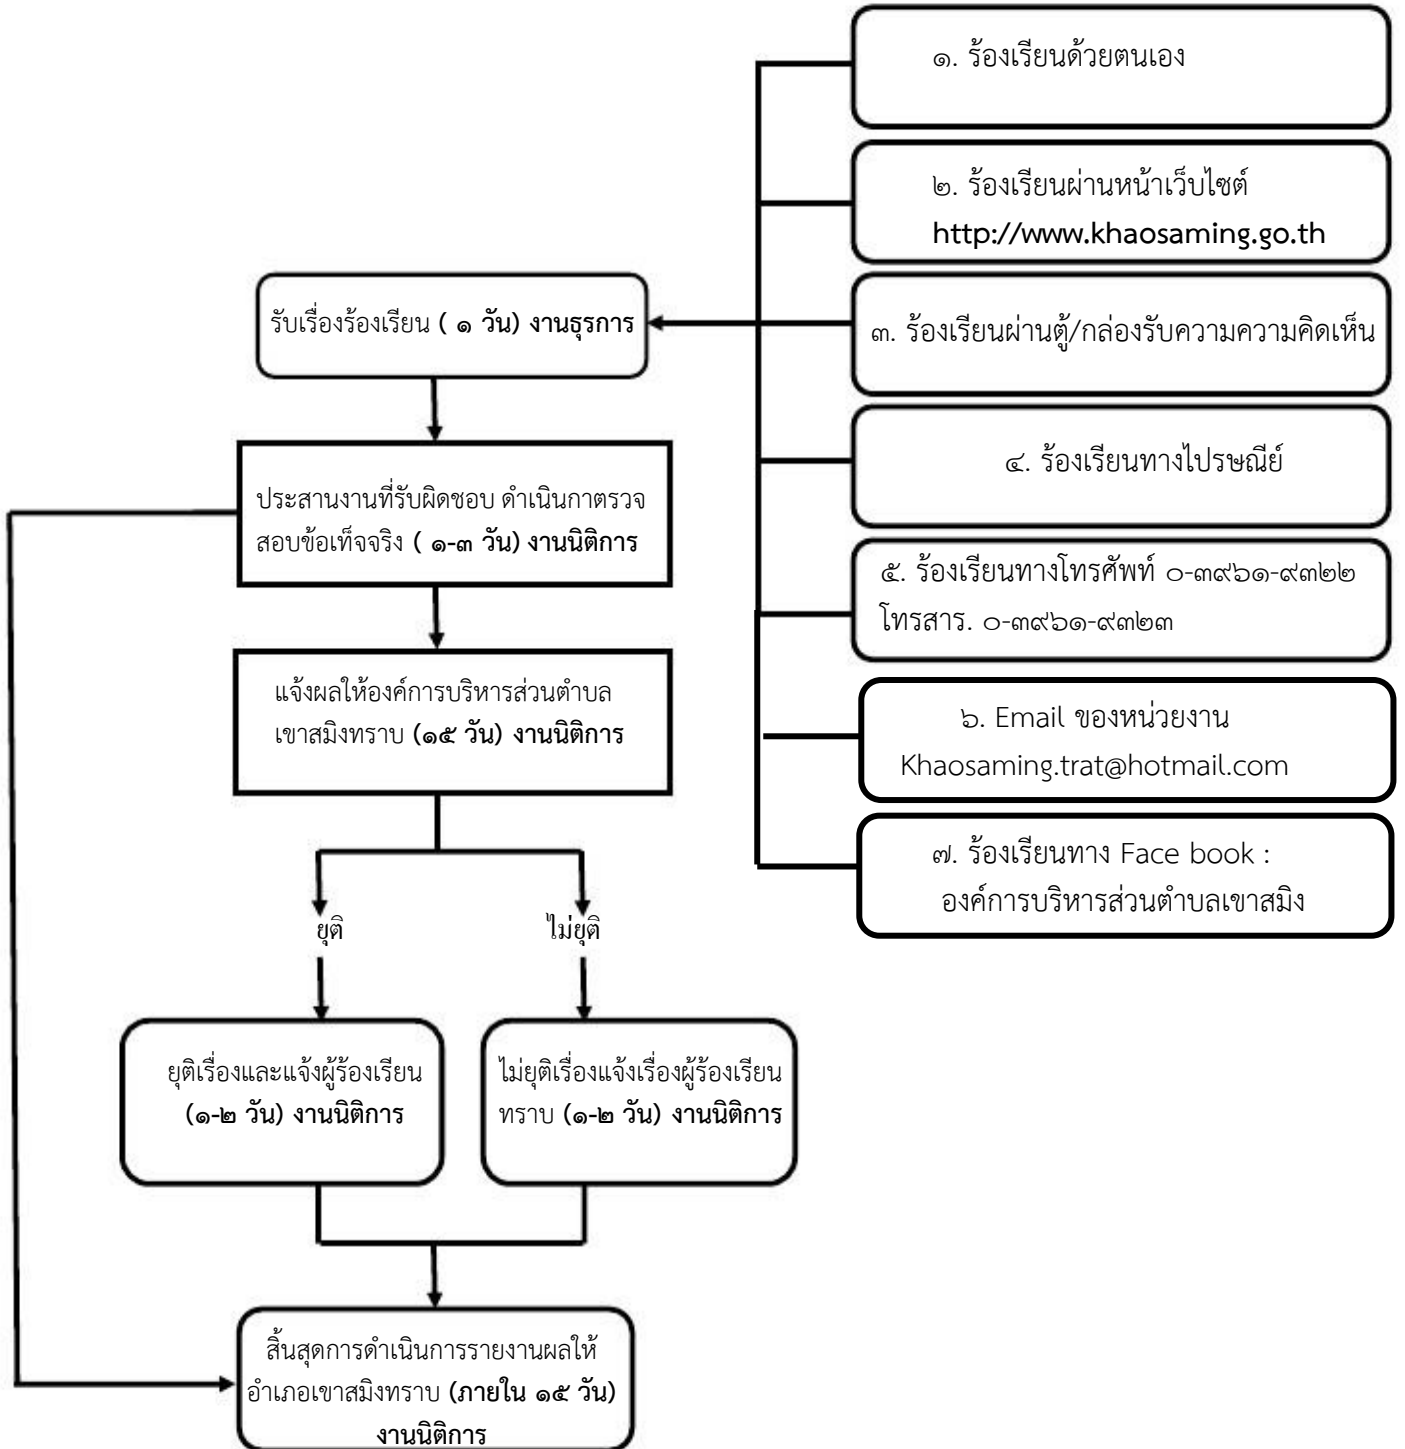 ๑. ร้องเรียนด้วยตนเอง
๒. ร้องเรียนผ่านหน้าเว็บไซต์
http://www.khaosaming.go.th
รับเรื่องร้องเรียน ( ๑ วัน) งานธุรการ
๓. ร้องเรียนผ่านตู้/กล่องรับความความคิดเห็น
๔. ร้องเรียนทางไปรษณีย์
ประสานงานที่รับผิดชอบ ดำเนินกาตรวจ
สอบข้อเท็จจริง ( ๑-๓ วัน) งานนิติการ
๕. ร้องเรียนทางโทรศัพท์ ๐-๓๙๖๑-๙๓๒๒
โทรสาร. ๐-๓๙๖๑-๙๓๒๓
แจ้งผลให้องค์การบริหารส่วนตำบล
เขาสมิงทราบ (๑๕ วัน) งานนิติการ
๖. Email ของหน่วยงาน
Khaosaming.trat@hotmail.com
๗. ร้องเรียนทาง Face book :
องค์การบริหารส่วนตำบลเขาสมิง
ยุติ
ไม่ยุติ
ยุติเรื่องและแจ้งผู้ร้องเรียน
(๑-๒ วัน) งานนิติการ
ไม่ยุติเรื่องแจ้งเรื่องผู้ร้องเรียน
ทราบ (๑-๒ วัน) งานนิติการ
สิ้นสุดการดำเนินการรายงานผลให้
อำเภอเขาสมิงทราบ (ภายใน ๑๕ วัน)
งานนิติการ